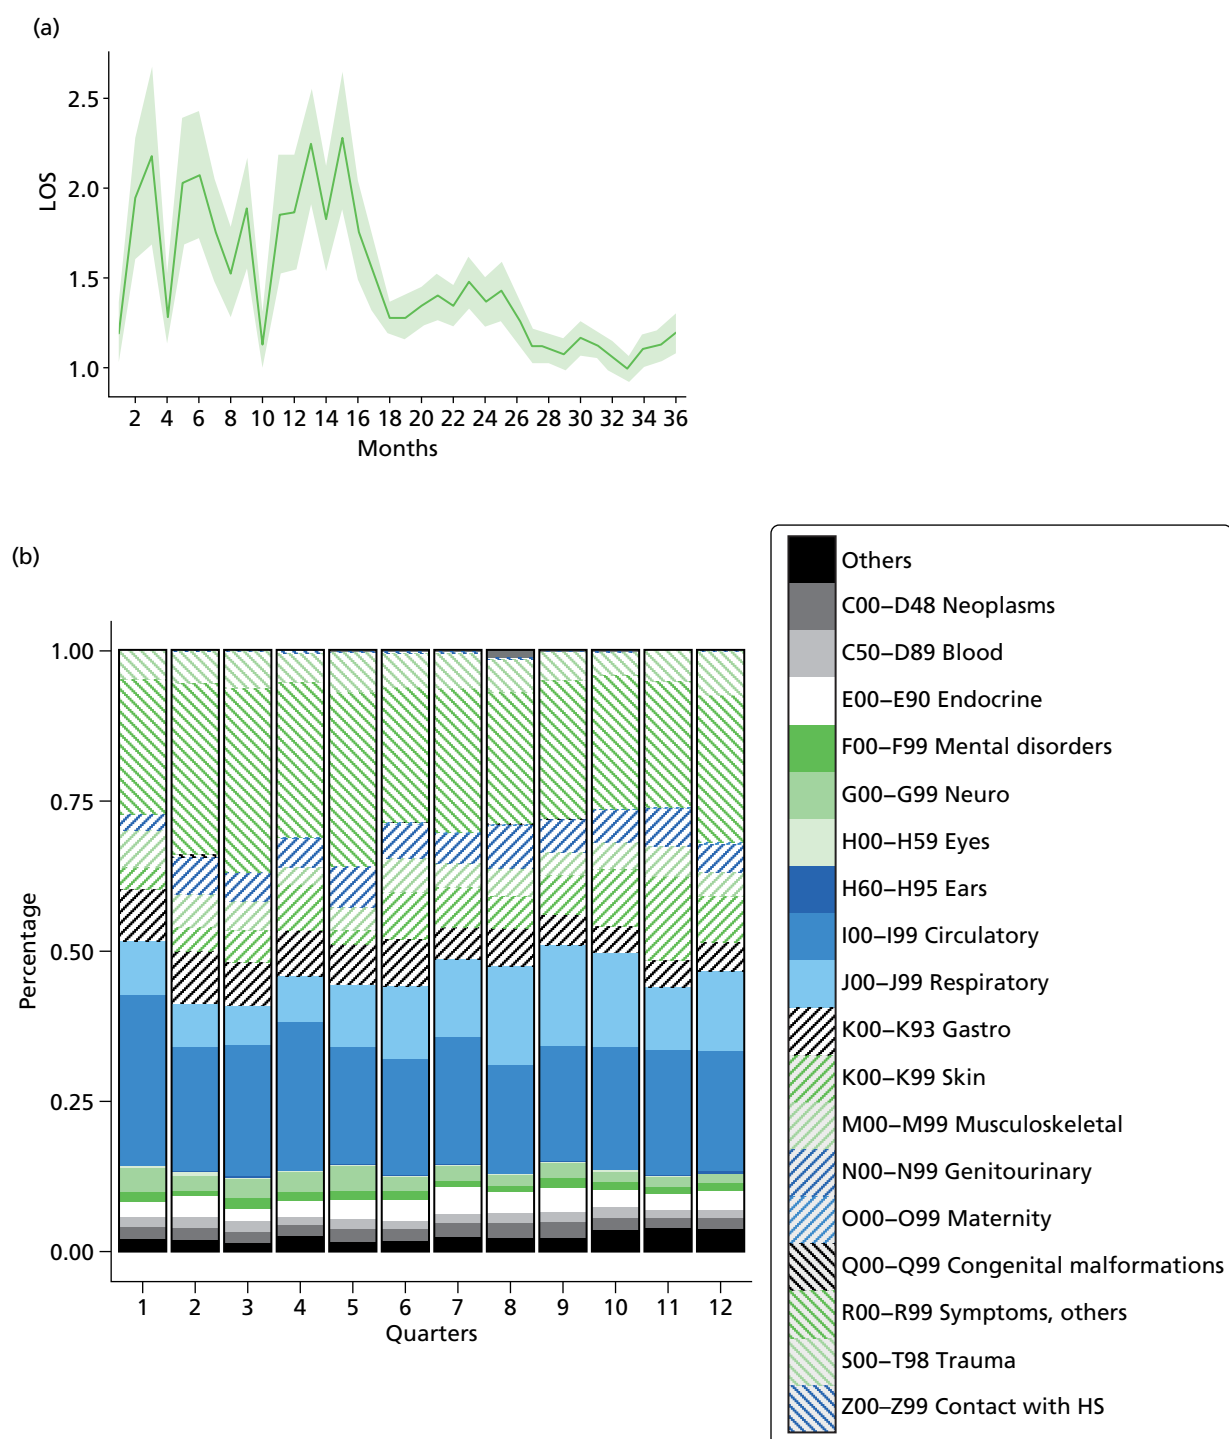 (a)
2.5
2.0
1.5
1.0
LOS
2 4 6 8 10 12 14 16 18 20 22 24 26 28 30 32 34 36
Months
(b)
1.00
0.75
0.50
0.25
0.00
Percentage
1 2 3 4 5 6 7 8 9 10 11 12
Quarters
Others
C00–D48 Neoplasms
C50–D89 Blood
E00–E90 Endocrine
F00–F99 Mental disorders
G00–G99 Neuro
H00–H59 Eyes
H60–H95 Ears
I00–I99 Circulatory
J00–J99 Respiratory
K00–K93 Gastro
K00–K99 Skin
M00–M99 Musculoskeletal
N00–N99 Genitourinary
O00–O99 Maternity
Q00–Q99 Congenital malformations
R00–R99 Symptoms, others
S00–T98 Trauma
Z00–Z99 Contact with HS